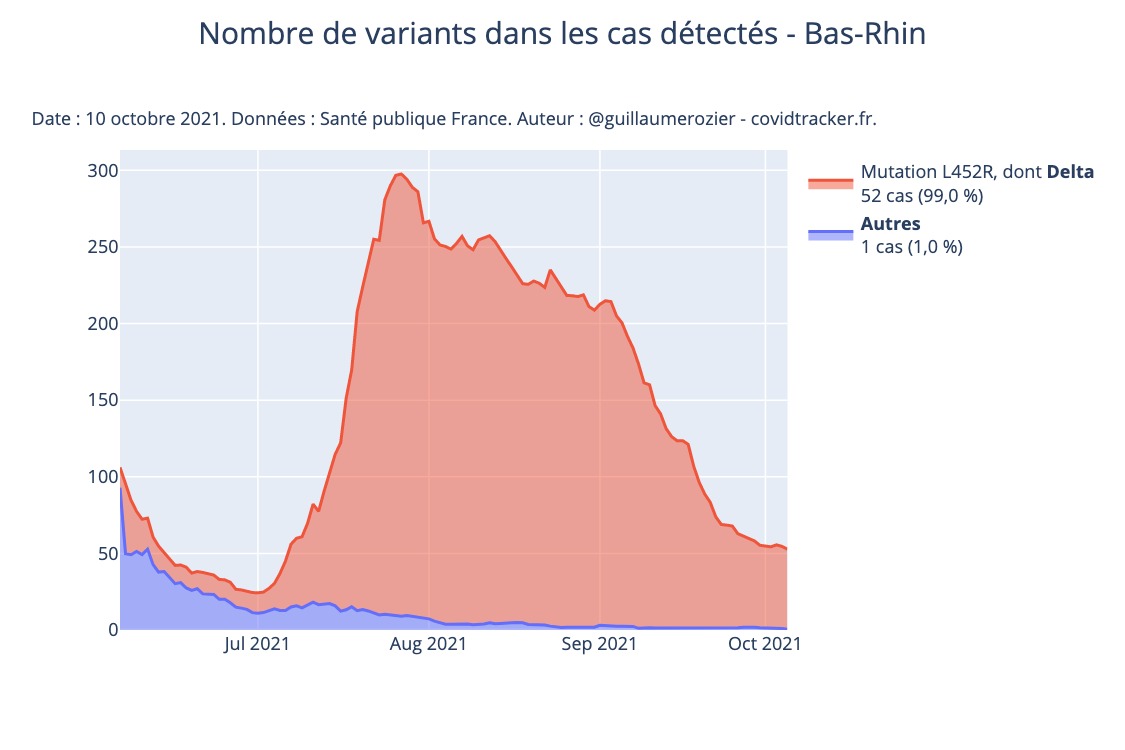 Nombre de variants dans les cas détectés - Bas-Rhin
Date : 10 octobre 2021. Données : Santé publique France. Auteur : @guillaumerozier - covidtracker.fr.
300
250
200
150
100
50
0
Jul 2021
Aug 2021
Sep 2021
Oct 2021
Mutation L452R, dont Delta
52 cas (99,0 %)
Autres
1 cas (1,0 %)